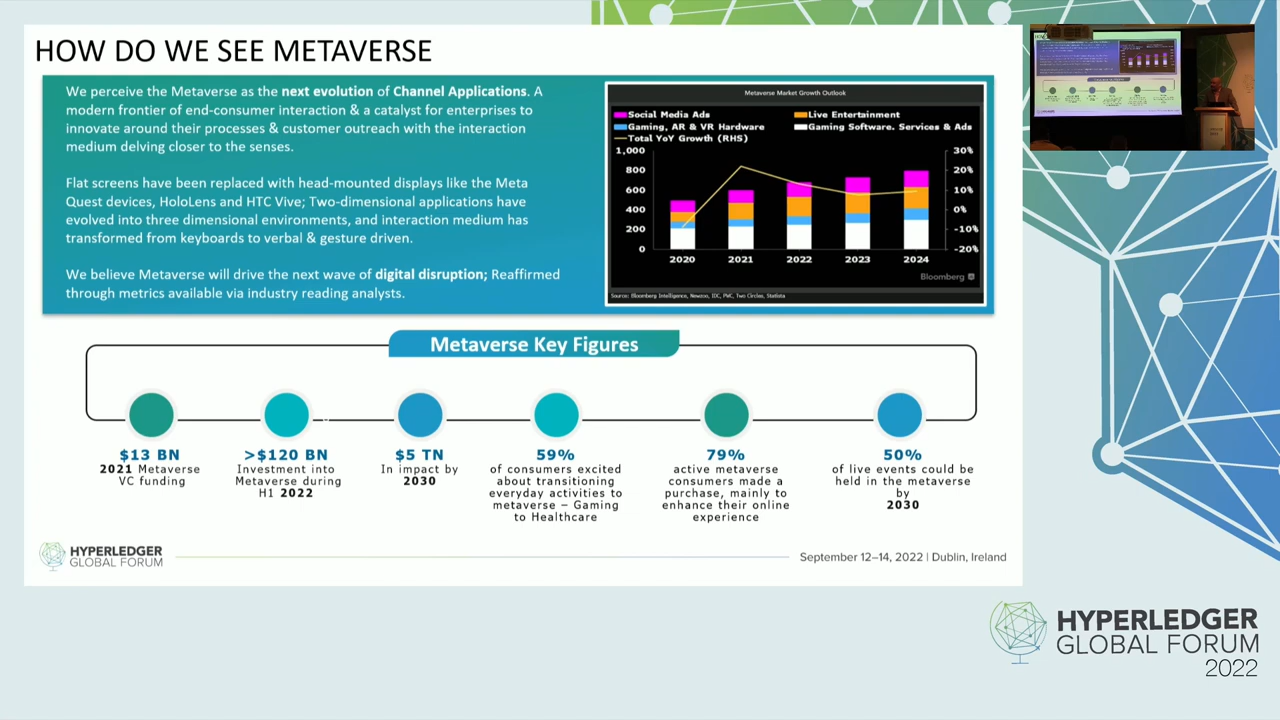 HOW DO WE SEE METAVERSE
We perceive the Metaverse as the next evolution of Channel Applications. A
modern frontier of end-consumer interaction & a catalyst for enterprises to
innovate around their processes & customer outreach with the interaction
medium delving closer to the senses.
Flat screens have been replaced with head-mounted displays like the Meta
Quest devices, HoloLens and HTC Vive; Two-dimensional applications have
evolved into three dimensional environments, and interaction medium has
transformed from keyboards to verbal & gesture driven.
We believe Metaverse will drive the next wave of digital disruption; Reaffirmed
through metrics available via industry reading analysts.
Metaverse Market Growth Outlook
Social Media Ads
Live Entertainment
Gaming, AR & VR Hardware
Gaming Software. Services & Ads
Total YoY Growth (RHS)
1,000
800
600
400
200
0
30%
20%
10%
0%
-10%
-20%
2020 2021 2022 2023 2024
Bloomberg
Source: Bloomberg Intelligence, Newzoo, IDC, PWC, Two Circles, Statista
Metaverse Key Figures
$13 BN
2021 Metaverse
VC funding
>$120 BN
Investment into
Metaverse during
H1 2022
$5 TN
In impact by
2030
59%
of consumers excited
about transitioning
everyday activities to
metaverse – Gaming
to Healthcare
79%
active metaverse
consumers made a
purchase, mainly to
enhance their online
experience
50%
of live events could be
held in the metaverse
by
2030
HYPERLEDGER
GLOBAL FORUM
September 12–14, 2022 | Dublin, Ireland
HYPERLEDGER
GLOBAL FORUM
2022